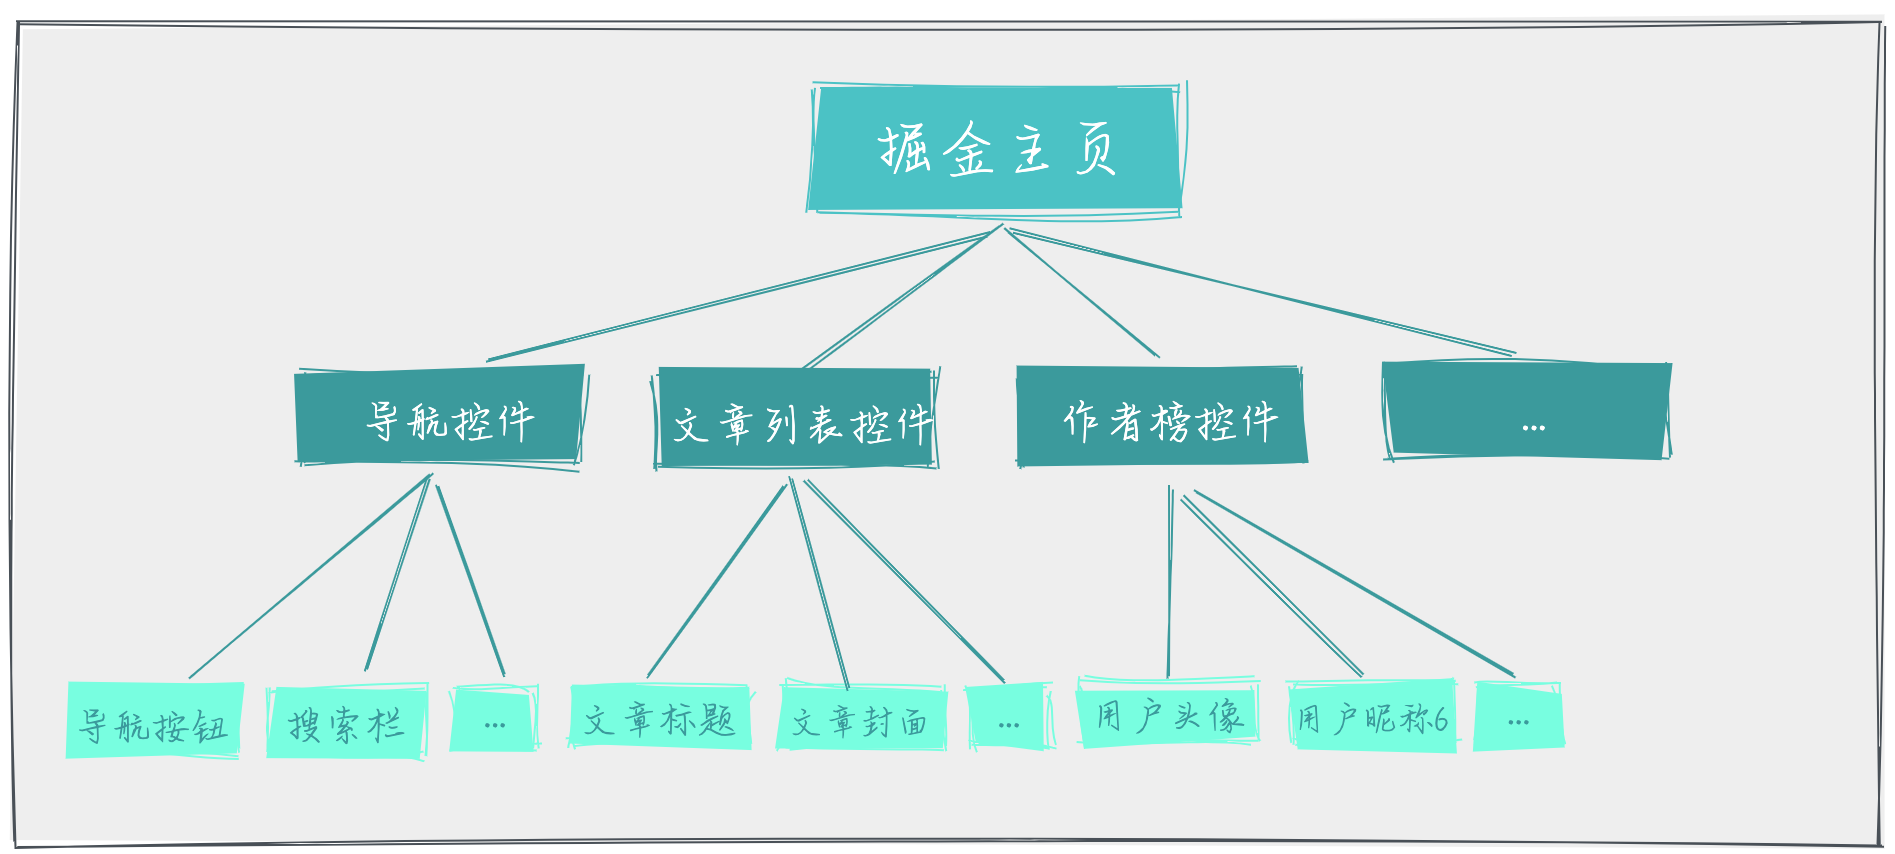 掘金主页
导航控件
文章列表控件
作者榜控件
...
导航按钮
搜索栏
...
文章标题
文章封面
...
用户头像
用户昵称6
...